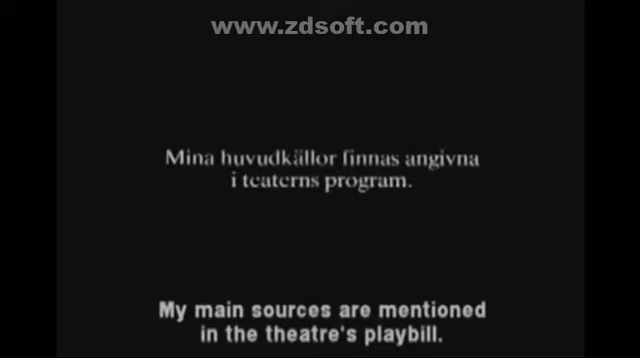 www.zdsoft.com
Mina huvudkällor finnas angivna
i teaterns program.
My main sources are mentioned
in the theatre's playbill.